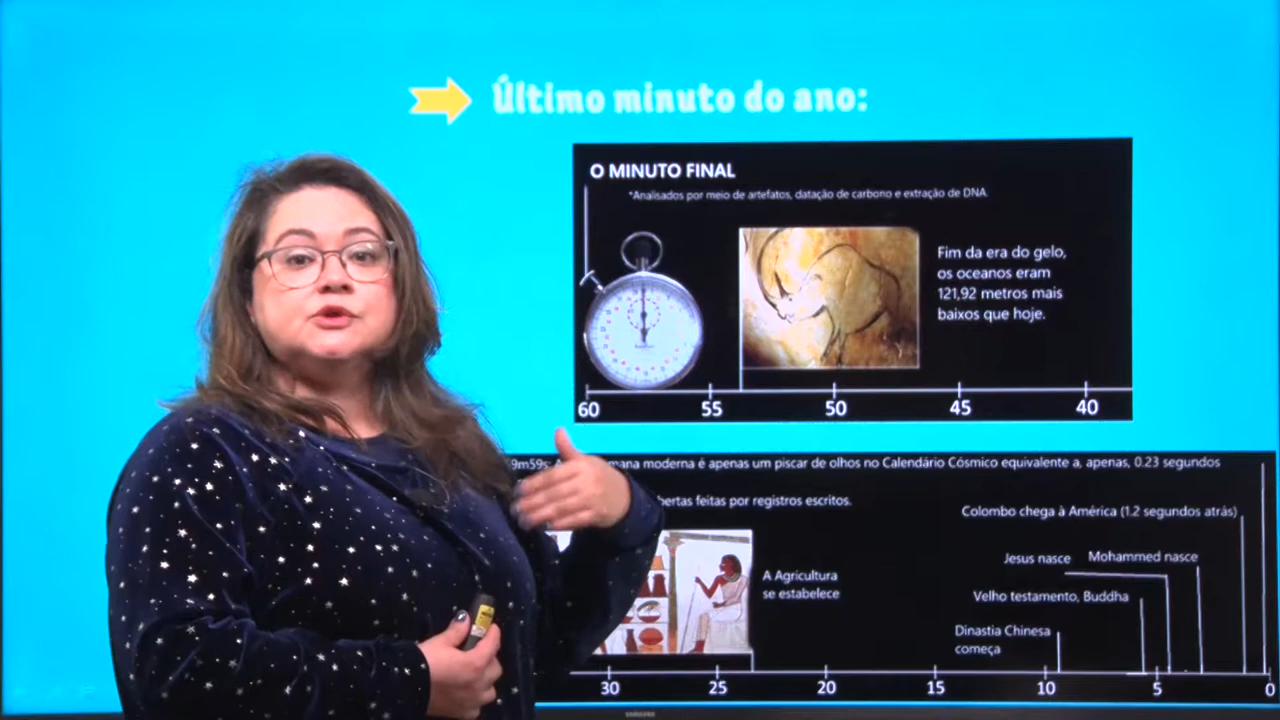 Último minuto do ano:
O MINUTO FINAL
*Analisados por meio de artefatos, datação de carbono e extração de DNA
Fim da era do gelo,
os oceanos eram
121,92 metros mais
baixos que hoje.
60 55 50 45 40
moderna é apenas um piscar de olhos no Calendário Cósmico equivalente a, apenas, 0.23 segundos
feitas por registros escritos.
Colombo chega à América (1.2 segundos atrás)
Jesus nasce Mohammed nasce
A Agricultura
se estabelece
Velho testamento, Buddha
Dinastia Chinesa
começa
30 25 20 15 10 5 0
SAMSUNG